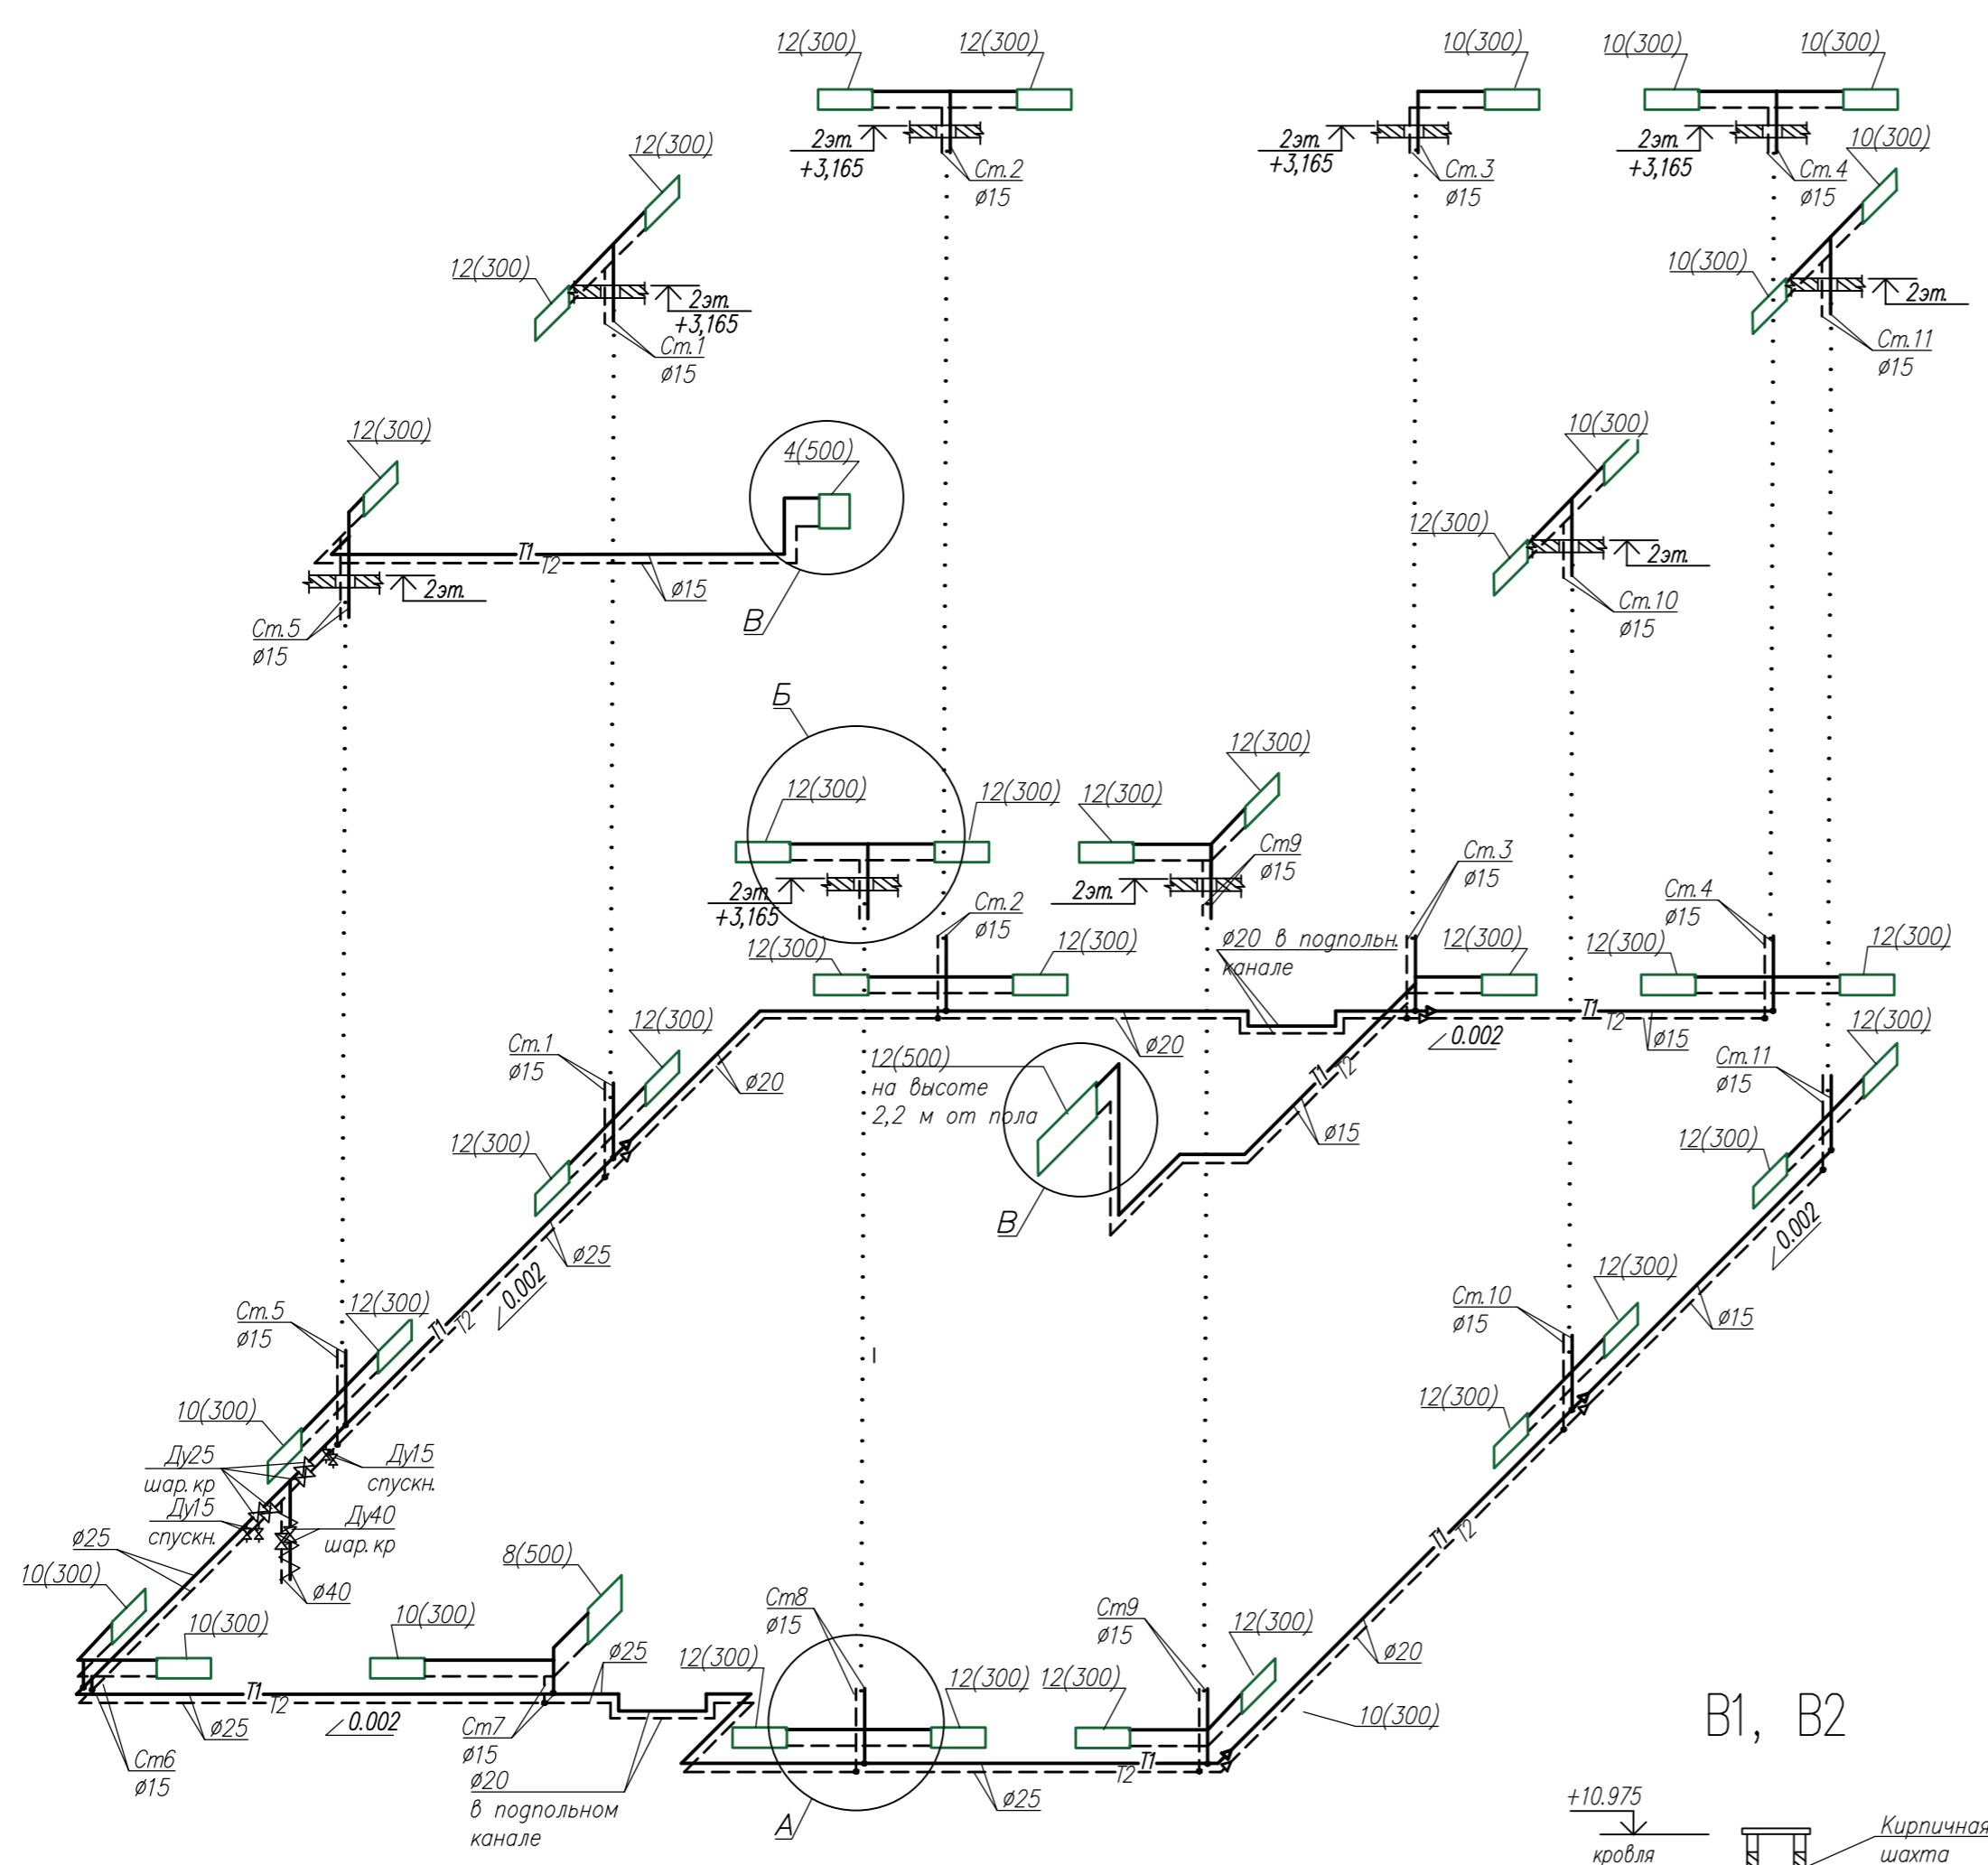 12(300)
12(300)
10(300)
10(300)
10(300)
2эт.
+3,165
Ст.2
ø15
2эт.
+3,165
Ст.3
ø15
2эт.
+3,165
Ст.4
ø15
12(300)
10(300)
12(300)
2эт.
+3,165
Ст.1
ø15
10(300)
2эт.
Ст.11
ø15
12(300)
4(500)
10(300)
12(300)
Т1
Т2
2эт.
ø15
В
Ст.5
ø15
2эт.
Ст.10
ø15
Б
12(300)
12(300)
12(300)
12(300)
2эт.
+3,165
2эт.
Ст9
ø15
Ст.2
ø15
Ст.3
ø15
Ст.4
ø15
12(300)
12(300)
ø20 в подпольн.
канале
12(300)
12(300)
12(300)
Т1
Т2
ø20
0.002
ø15
12(300)
12(300)
Ст.1
ø15
ø20
12(500)
на высоте
2,2 м от пола
Т1
Т2
ø15
В
Ст.11
ø15
12(300)
12(300)
ø25
0.002
0.002
Ст.5
ø15
12(300)
Т1
Т2
Ст.10
ø15
12(300)
ø15
10(300)
12(300)
Ду25
шар.кр
Ду15
спускн.
Ду15
спускн.
Ду40
шар.кр
ø25
ø40
Т1
Т2
10(300)
10(300)
10(300)
8(500)
Ст8
ø15
Ст9
ø15
12(300)
ø20
12(300)
12(300)
12(300)
10(300)
ø25
Т1
Т2
ø25
0.002
Ст6
ø15
Ст7
ø15
ø20
в подпольном
канале
Т1
Т2
ø25
А
В1, В2
+10.975
кровля
Кирпичная
шахта